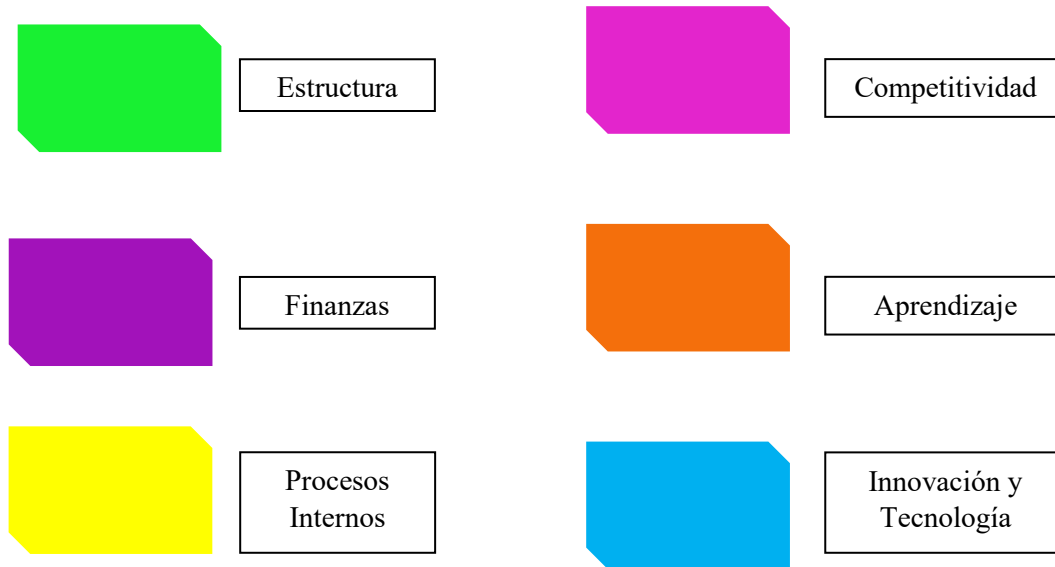 Estructura
Competitividad
Finanzas
Aprendizaje
Procesos
Internos
Innovación y
Tecnología